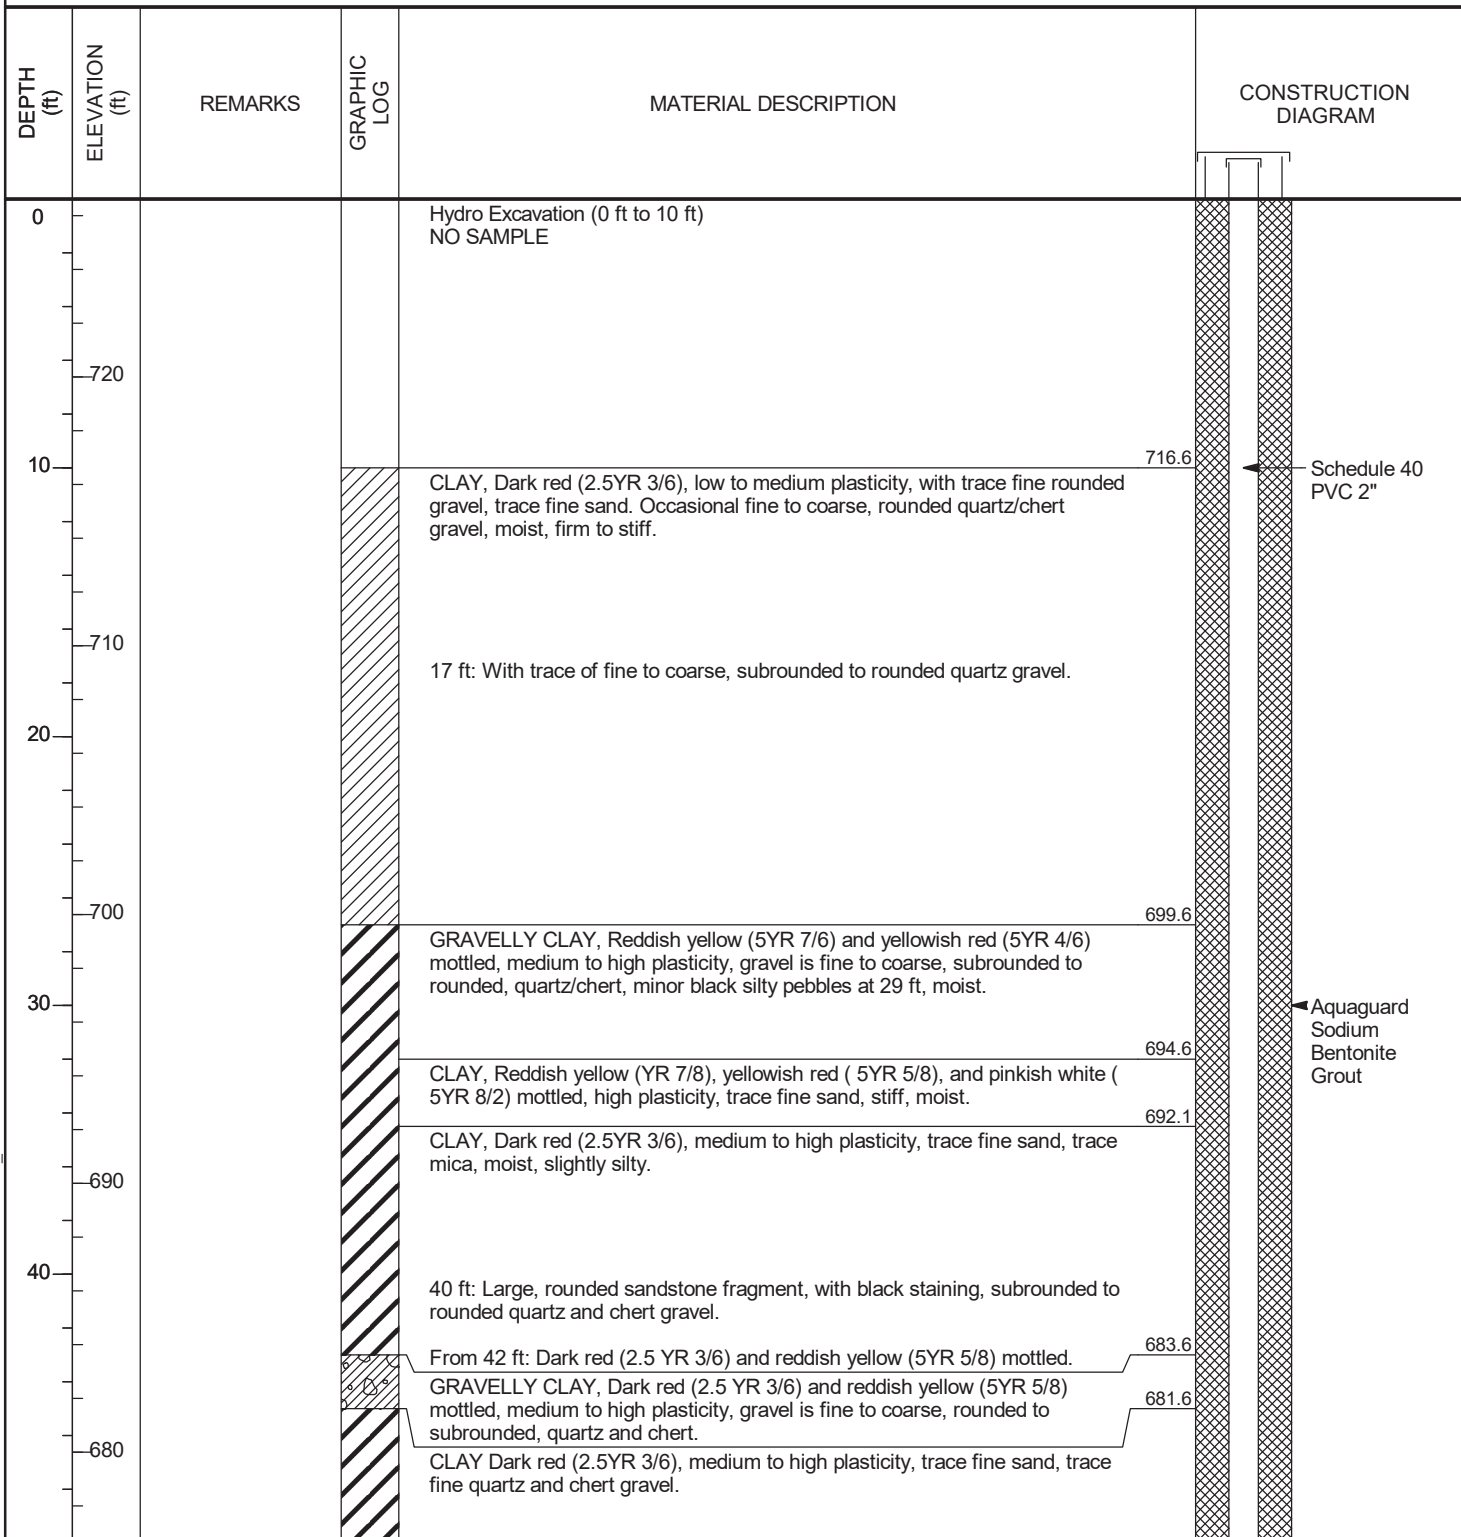 DEPTH
(ft)
ELEVATION
(ft)
REMARKS
GRAPHIC
LOG
MATERIAL DESCRIPTION
CONSTRUCTION
DIAGRAM
0
Hydro Excavation (0 ft to 10 ft)
NO SAMPLE
720
716.6
10
CLAY, Dark red (2.5YR 3/6), low to medium plasticity, with trace fine rounded
gravel, trace fine sand. Occasional fine to coarse, rounded quartz/chert
gravel, moist, firm to stiff.
Schedule 40
PVC 2"
710
17 ft: With trace of fine to coarse, subrounded to rounded quartz gravel.
20
700
699.6
GRAVELLY CLAY, Reddish yellow (5YR 7/6) and yellowish red (5YR 4/6)
mottled, medium to high plasticity, gravel is fine to coarse, subrounded to
rounded, quartz/chert, minor black silty pebbles at 29 ft, moist.
30
Aquaguard
Sodium
Bentonite
Grout
694.6
CLAY, Reddish yellow (YR 7/8), yellowish red ( 5YR 5/8), and pinkish white (
5YR 8/2) mottled, high plasticity, trace fine sand, stiff, moist.
692.1
CLAY, Dark red (2.5YR 3/6), medium to high plasticity, trace fine sand, trace
mica, moist, slightly silty.
690
40
40 ft: Large, rounded sandstone fragment, with black staining, subrounded to
rounded quartz and chert gravel.
683.6
From 42 ft: Dark red (2.5 YR 3/6) and reddish yellow (5YR 5/8) mottled.
GRAVELLY CLAY, Dark red (2.5 YR 3/6) and reddish yellow (5YR 5/8)
mottled, medium to high plasticity, gravel is fine to coarse, rounded to
subrounded, quartz and chert.
681.6
680
CLAY Dark red (2.5YR 3/6), medium to high plasticity, trace fine sand, trace
fine quartz and chert gravel.